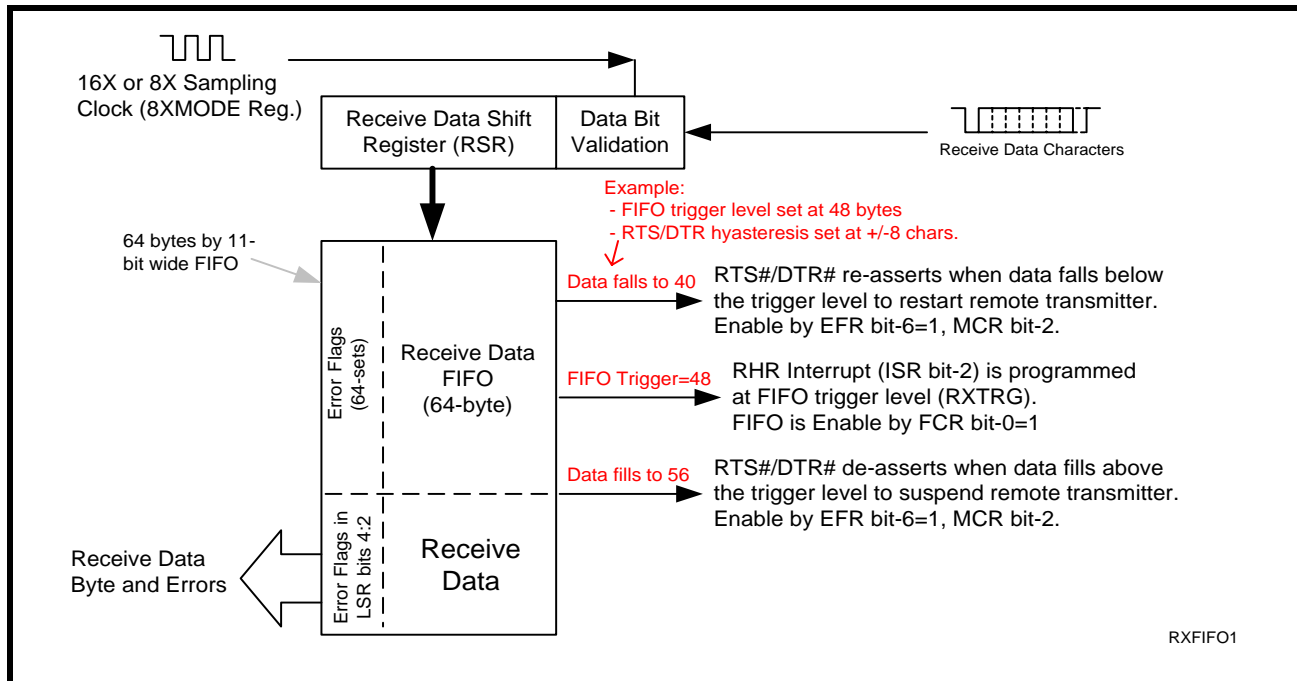 16X or 8X Sampling
Clock (8XMODE Reg.)
Receive Data Shift
Register (RSR)
Data Bit
Validation
Receive Data Characters
Example:
- FIFO trigger level set at 48 bytes
- RTS/DTR hyasteresis set at +/-8 chars.
64 bytes by 11-
bit wide FIFO
Data falls to 40
RTS#/DTR# re-asserts when data falls below
the trigger level to restart remote transmitter.
Enable by EFR bit-6=1, MCR bit-2.
Error Flags
(64-sets)
Receive Data
FIFO
(64-byte)
FIFO Trigger=48
RHR Interrupt (ISR bit-2) is programmed
at FIFO trigger level (RXTRG).
FIFO is Enable by FCR bit-0=1
Data fills to 56
RTS#/DTR# de-asserts when data fills above
the trigger level to suspend remote transmitter.
Enable by EFR bit-6=1, MCR bit-2.
Receive Data
Byte and Errors
Error Flags in
LSR bits 4:2
Receive
Data
RXFIFO1